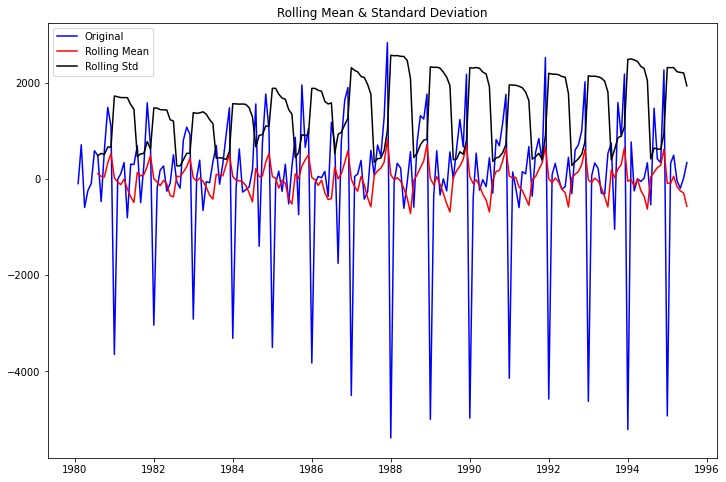 Rolling Mean & Standard Deviation
Original
Rolling Mean
Rolling Std
2000
0
−2000
−4000
1980 1982 1984 1986 1988 1990 1992 1994 1996